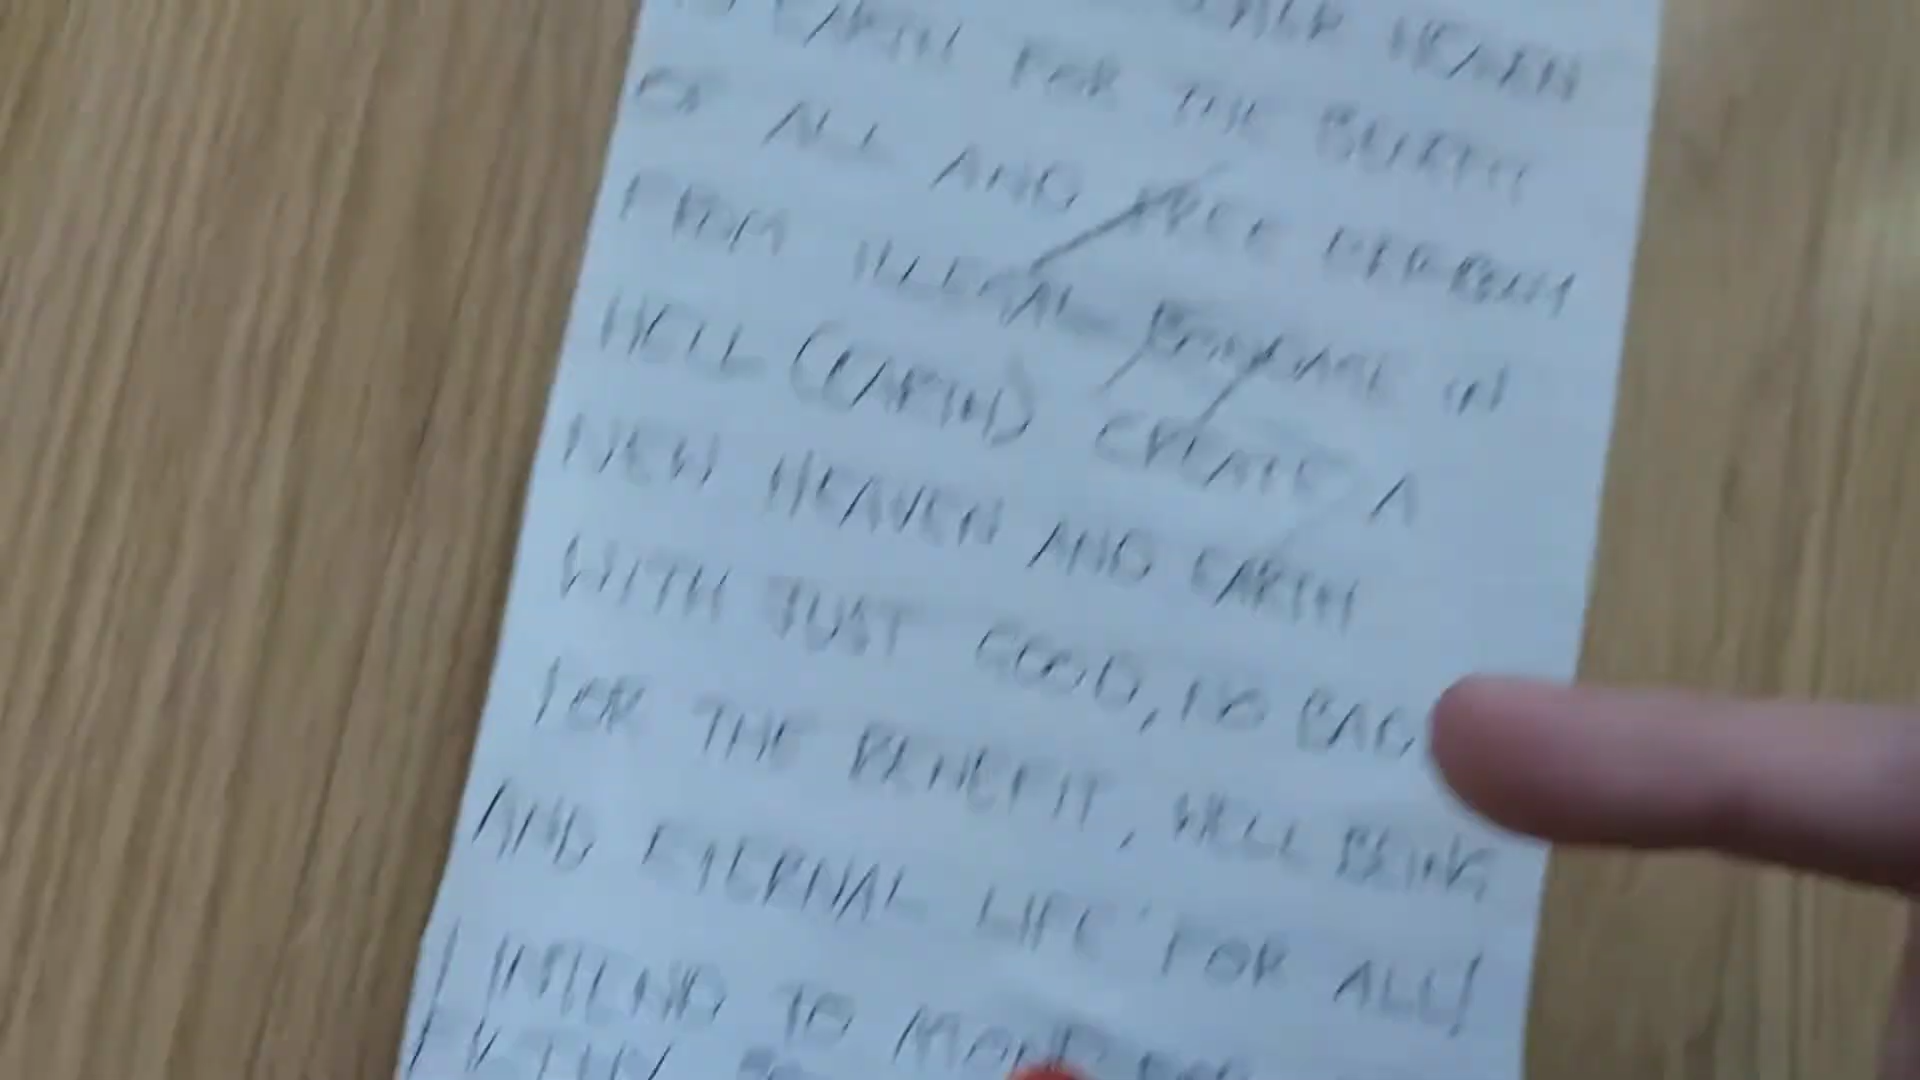 HEAVEN
EARTH FOR THE
OF ALL AND FREE
FROM ILLEGAL IN
HELL (EARTH) CREATE A
NEW HEAVEN AND EARTH
WITH JUST GOOD, NO BAD
FOR THE BENEFIT, WELL BEING
AND ETERNAL LIFE FOR ALL!
I INTEND TO